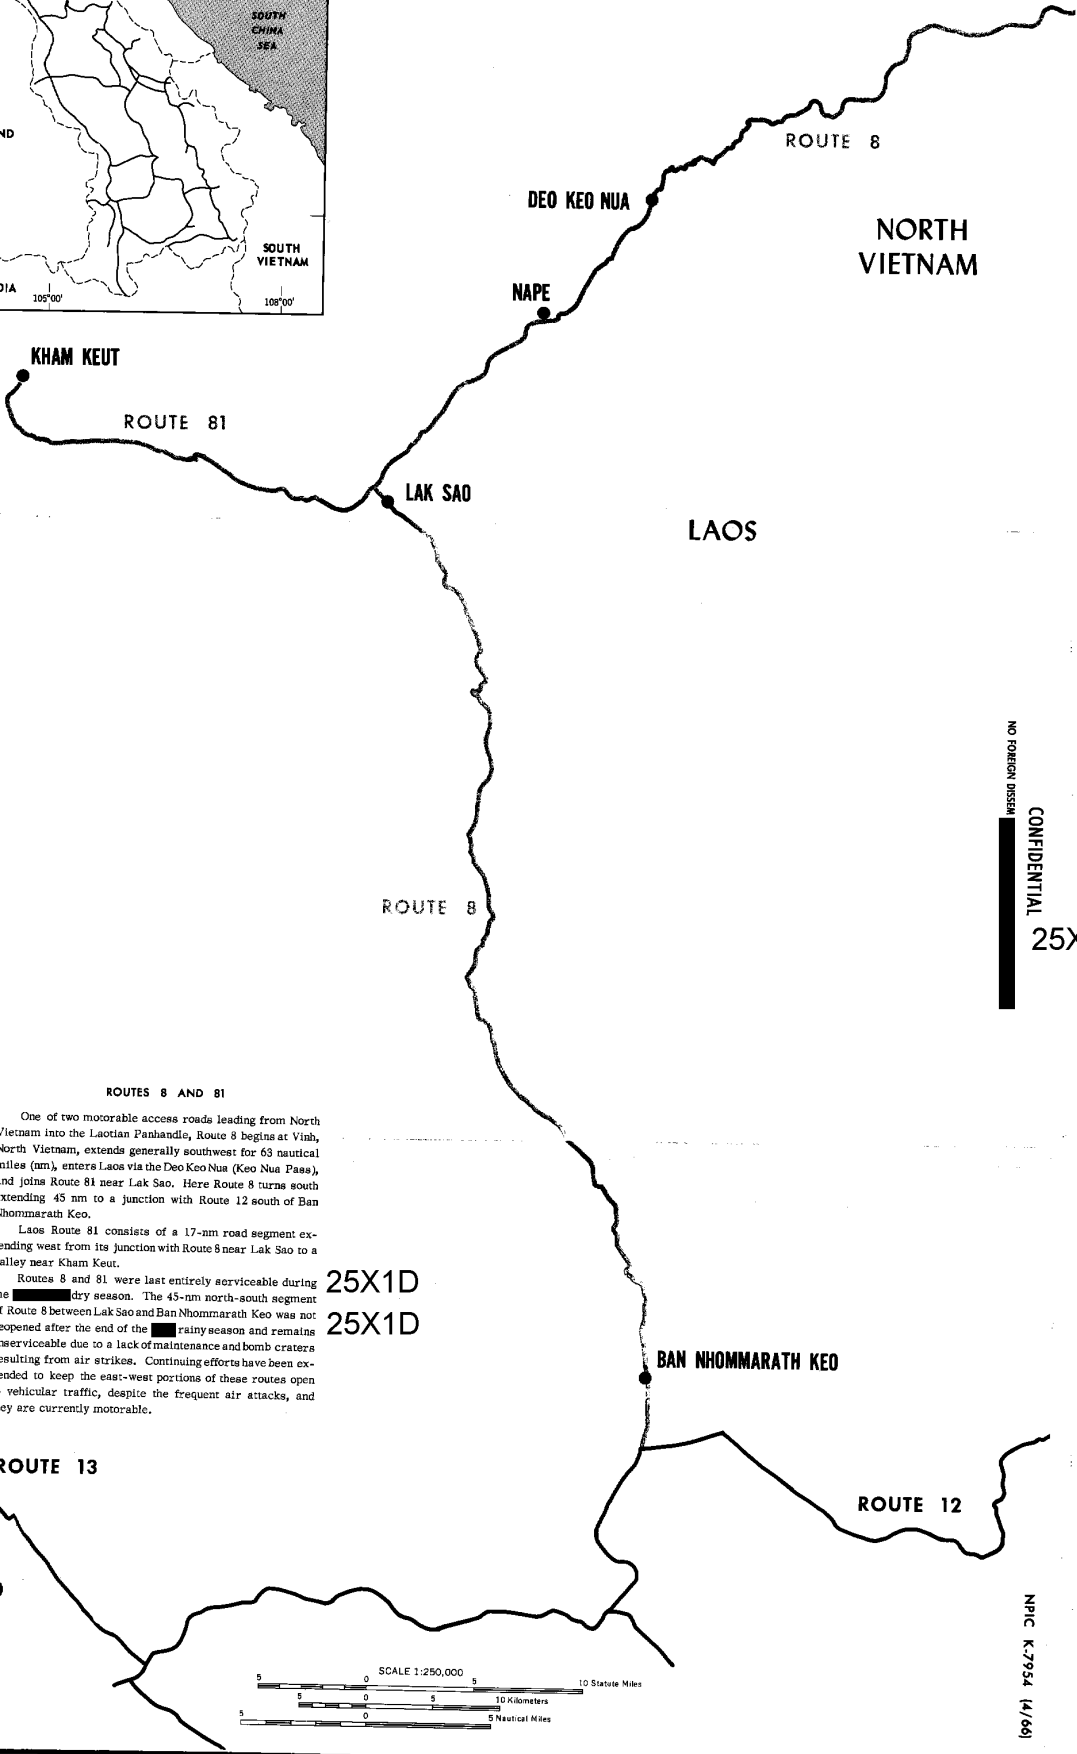 SOUTH
CHINA
SEA
ND
SOUTH
VIETNAM
DIA
105°00'
108°00'
ROUTE 8
DEO KEO NUA
NORTH
VIETNAM
NAPE
KHAM KEUT
ROUTE 81
LAK SAO
LAOS
NO FOREIGN DISSEM
CONFIDENTIAL
25X
ROUTE 8
ROUTES 8 AND 81
One of two motorable access roads leading from North
Vietnam into the Laotian Panhandle, Route 8 begins at Vinh,
North Vietnam, extends generally southwest for 63 nautical
miles (nm), enters Laos via the Deo Keo Nua (Keo Nua Pass),
nd joins Route 81 near Lak Sao. Here Route 8 turns south
xtending 45 nm to a junction with Route 12 south of Ban
Nhommarath Keo.
Laos Route 81 consists of a 17-nm road segment ex-
ending west from its junction with Route 8 near Lak Sao to a
alley near Kham Keut.
Routes 8 and 81 were last entirely serviceable during
he dry season. The 45-nm north-south segment
f Route 8 between Lak Sao and Ban Nhommarath Keo was not
eopened after the end of the rainy season and remains
nserviceable due to a lack of maintenance and bomb craters
esulting from air strikes. Continuing efforts have been ex-
ended to keep the east-west portions of these routes open
vehicular traffic, despite the frequent air attacks, and
ey are currently motorable.
25X1D
25X1D
BAN NHOMMARATH KEO
ROUTE 13
ROUTE 12
SCALE 1:250,000
5 0 5 10 Statute Miles
5 0 5 10 Kilometers
5 0 5 Nautical Miles
NPIC K-7954 (4/66)